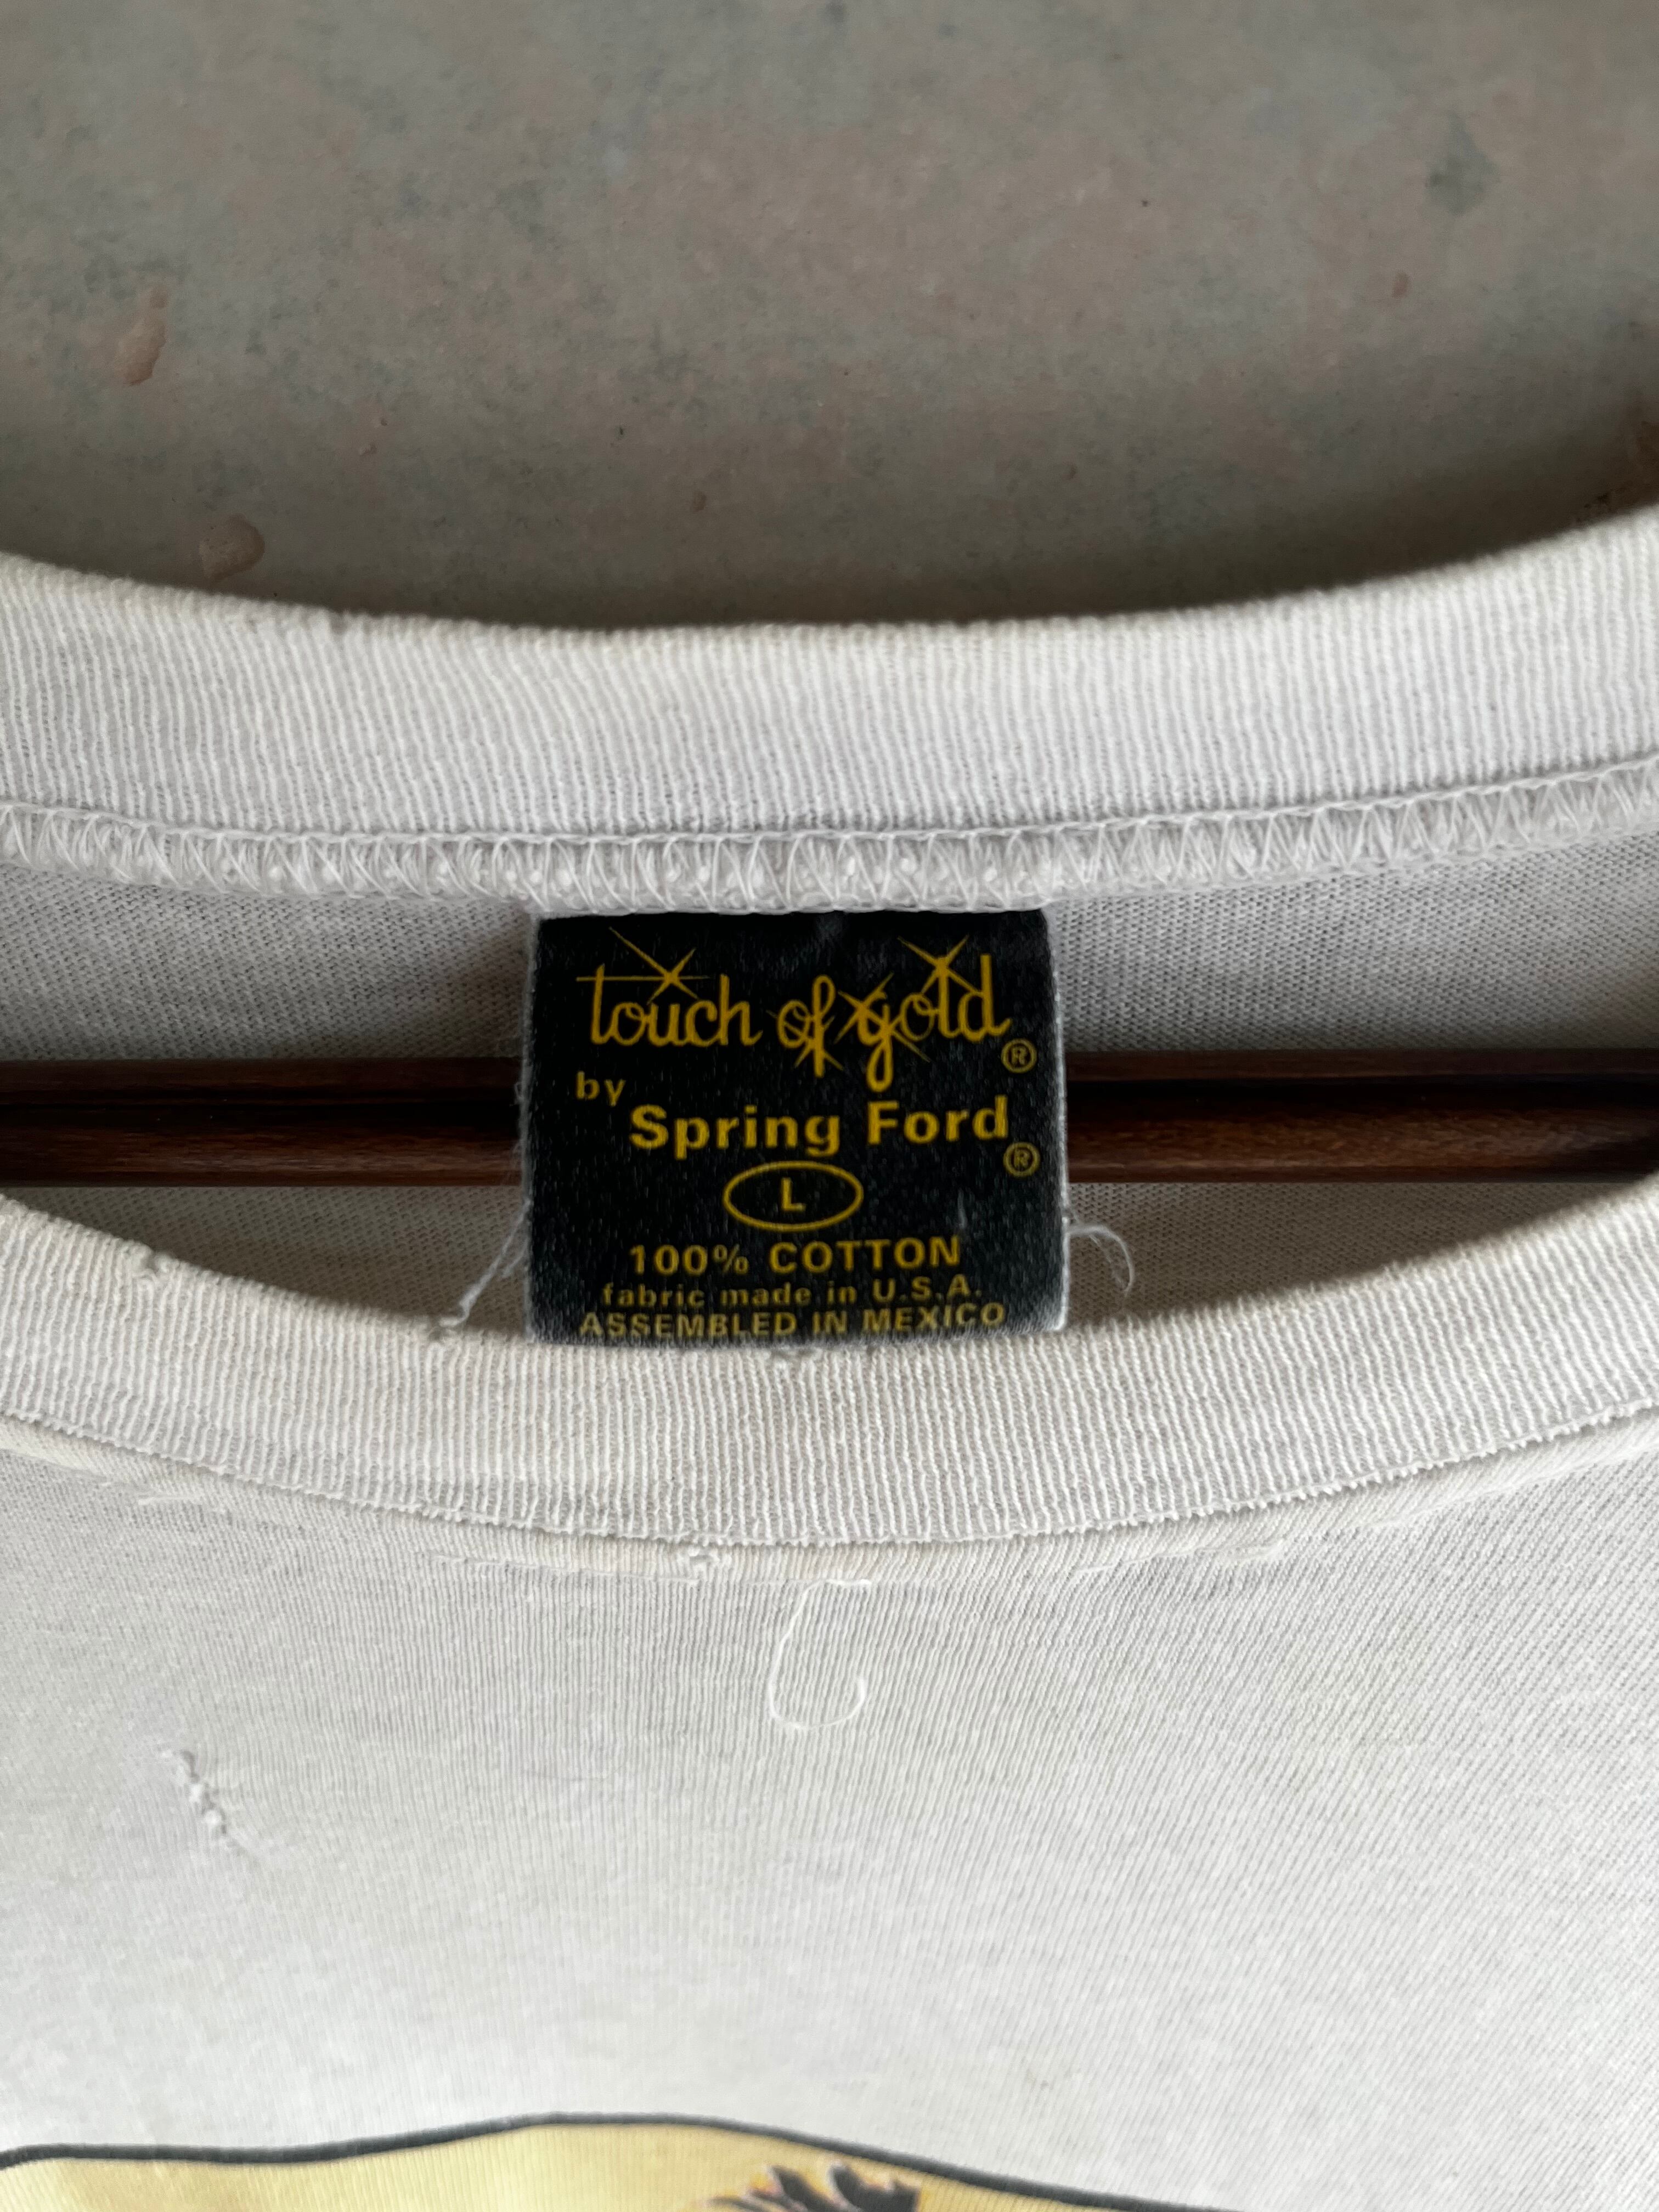 touch of gold®
by
Spring Ford®
L
100% COTTON
fabric made in U.S.A.
ASSEMBLED IN MEXICO